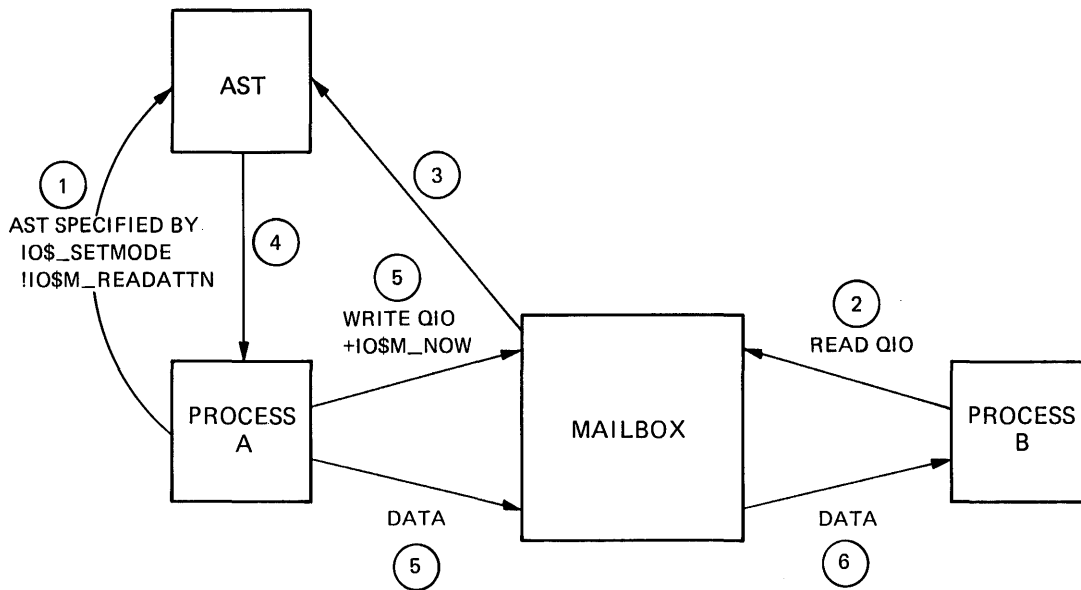 AST
1
AST SPECIFIED BY
IO$_SETMODE
!IO$M_READATTN
4
3
5
WRITE QIO
+IO$M_NOW
2
READ QIO
PROCESS
A
MAILBOX
PROCESS
B
DATA
5
DATA
6